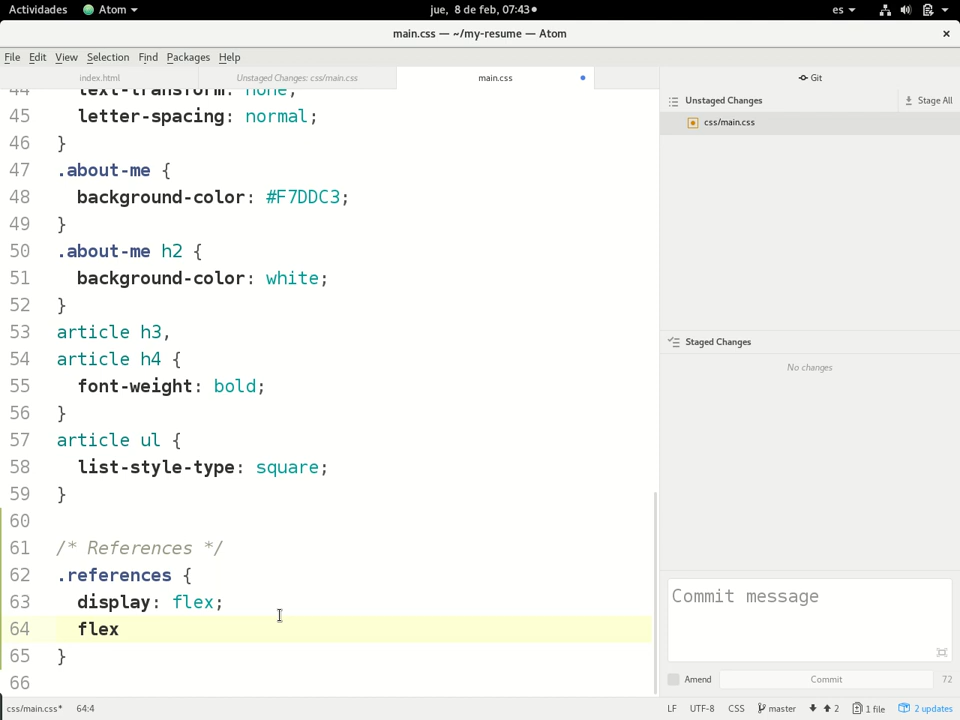 Actividades Atom jue, 8 de feb, 07:43 es
main.css — ~/my-resume — Atom
File Edit View Selection Find Packages Help
index.html Unstaged Changes: css/main.css main.css Git
Unstaged Changes Stage All
css/main.css
44 text-transform: none;
45 letter-spacing: normal;
46 }
47 .about-me {
48 background-color: #F7DDC3;
49 }
50 .about-me h2 {
51 background-color: white;
52 }
53 article h3,
54 article h4 {
55 font-weight: bold;
56 }
57 article ul {
58 list-style-type: square;
59 }
60
61 /* References */
62 .references {
63 display: flex;
64 flex
65 }
66
Staged Changes
No changes
Commit message
Amend Commit 72
css/main.css* 64:4 LF UTF-8 CSS master 2 1 file 2 updates